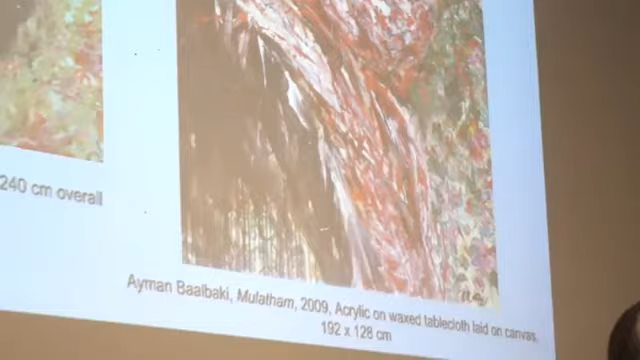 240 cm overall
Ayman Baalbaki, Mulatham, 2009, Acrylic on waxed tablecloth laid on canvas,
192 x 128 cm